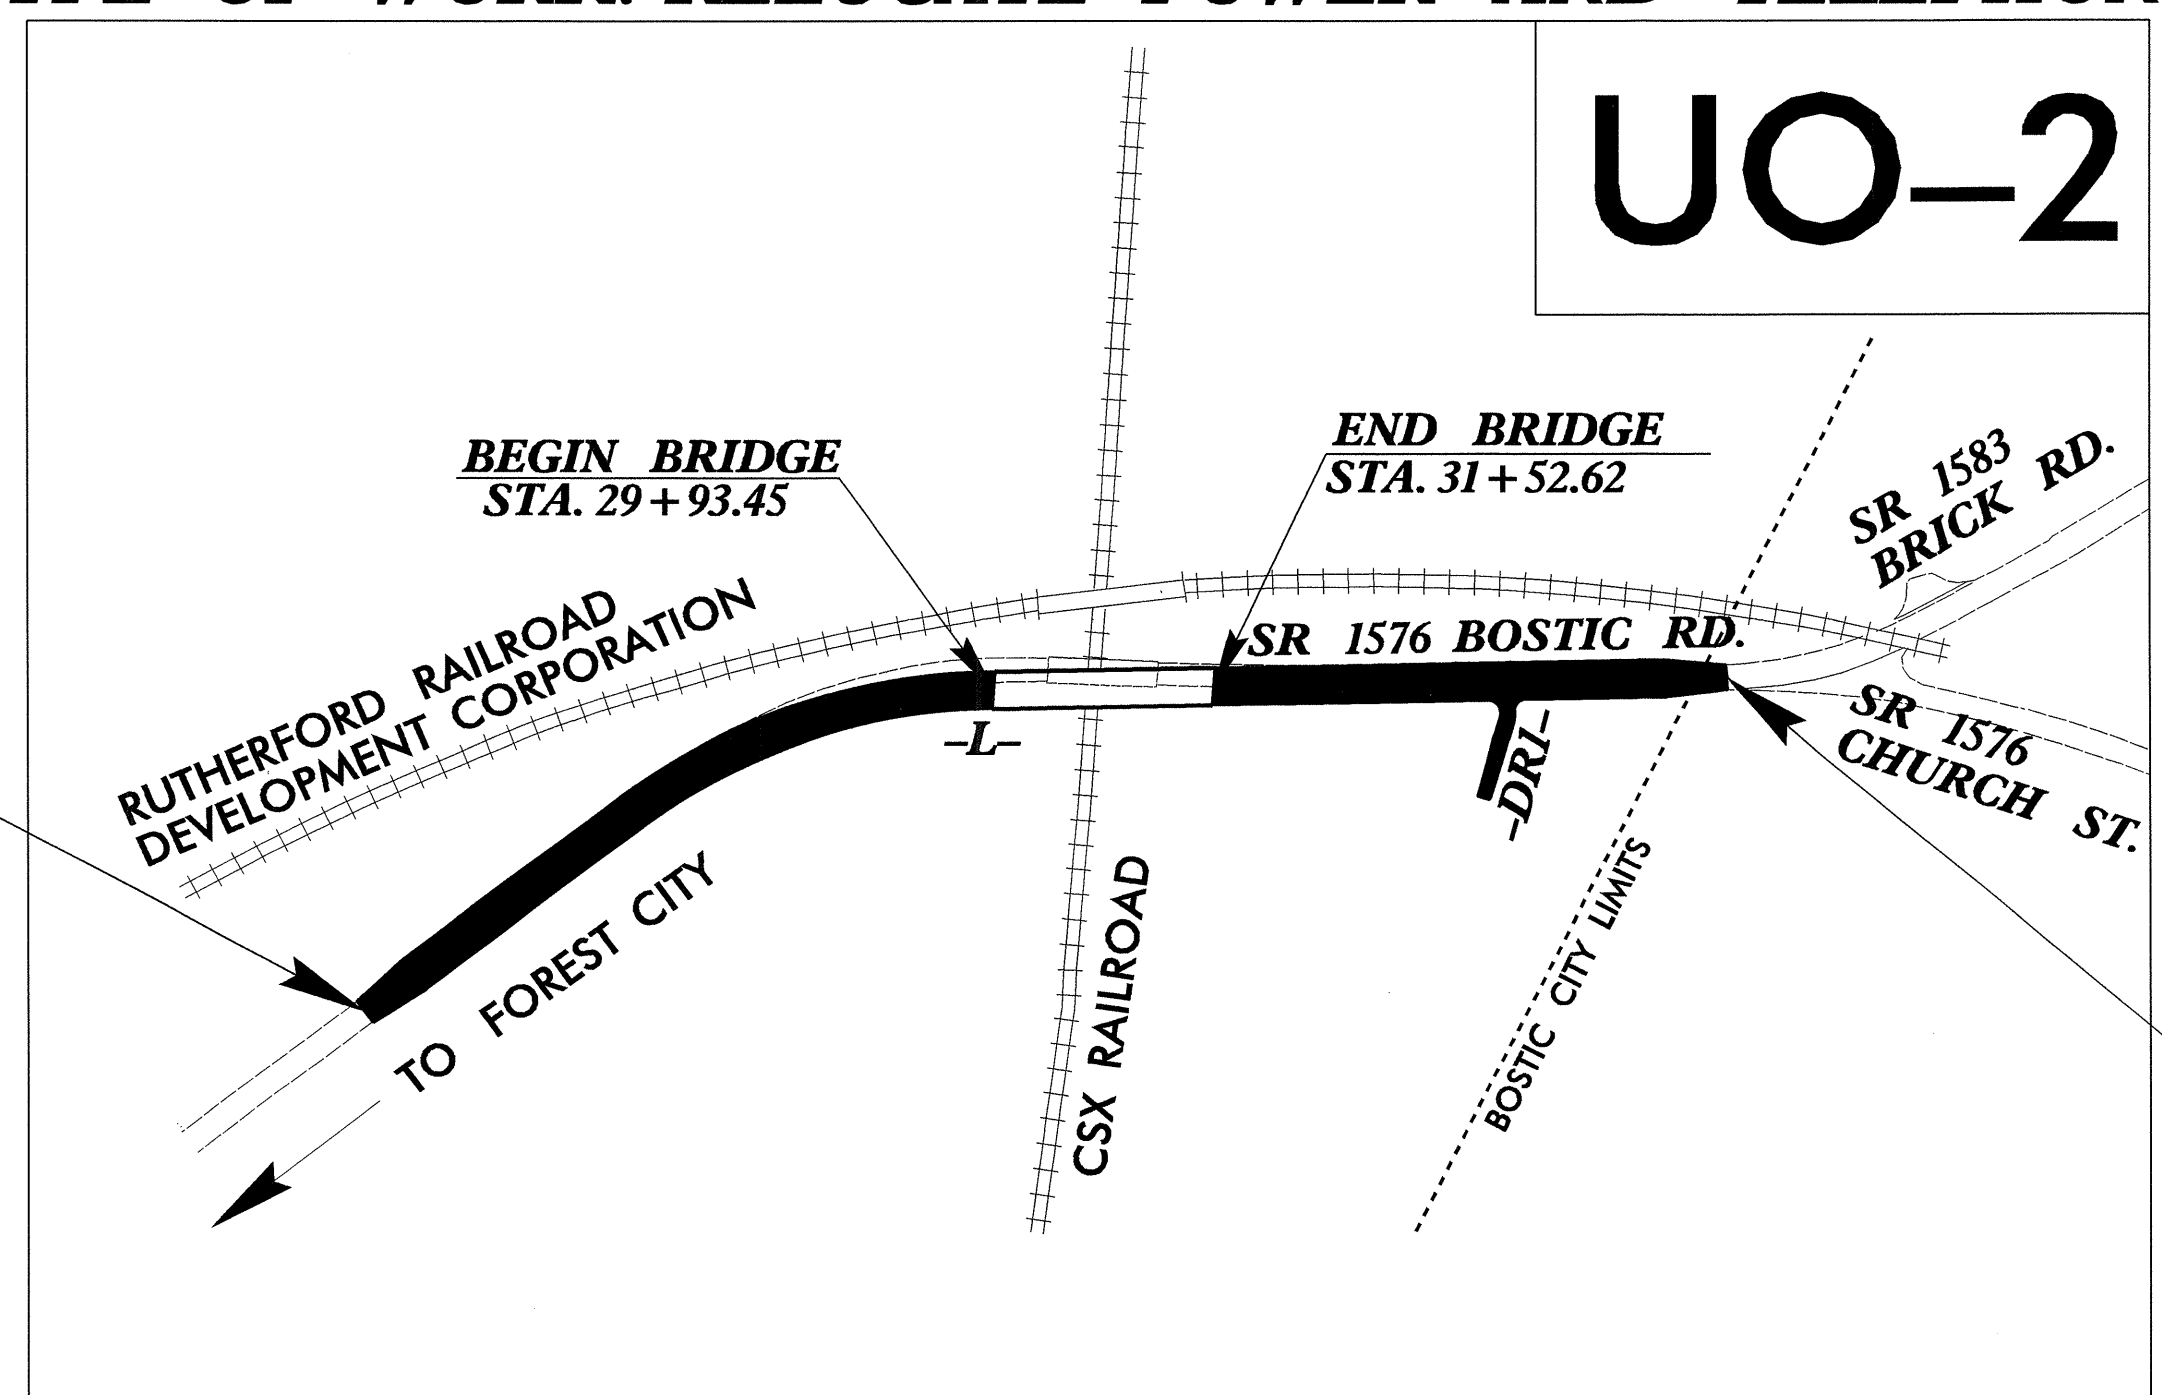 UO–2
BEGIN BRIDGE
STA. 29+93.45
END BRIDGE
STA. 31+52.62
SR 1583
BRICK RD.
RUTHERFORD RAILROAD
DEVELOPMENT CORPORATION
SR 1576 BOSTIC RD.
–L–
–DR1–
SR 1576
CHURCH ST.
TO FOREST CITY
CSX RAILROAD
BOSTIC CITY LIMITS